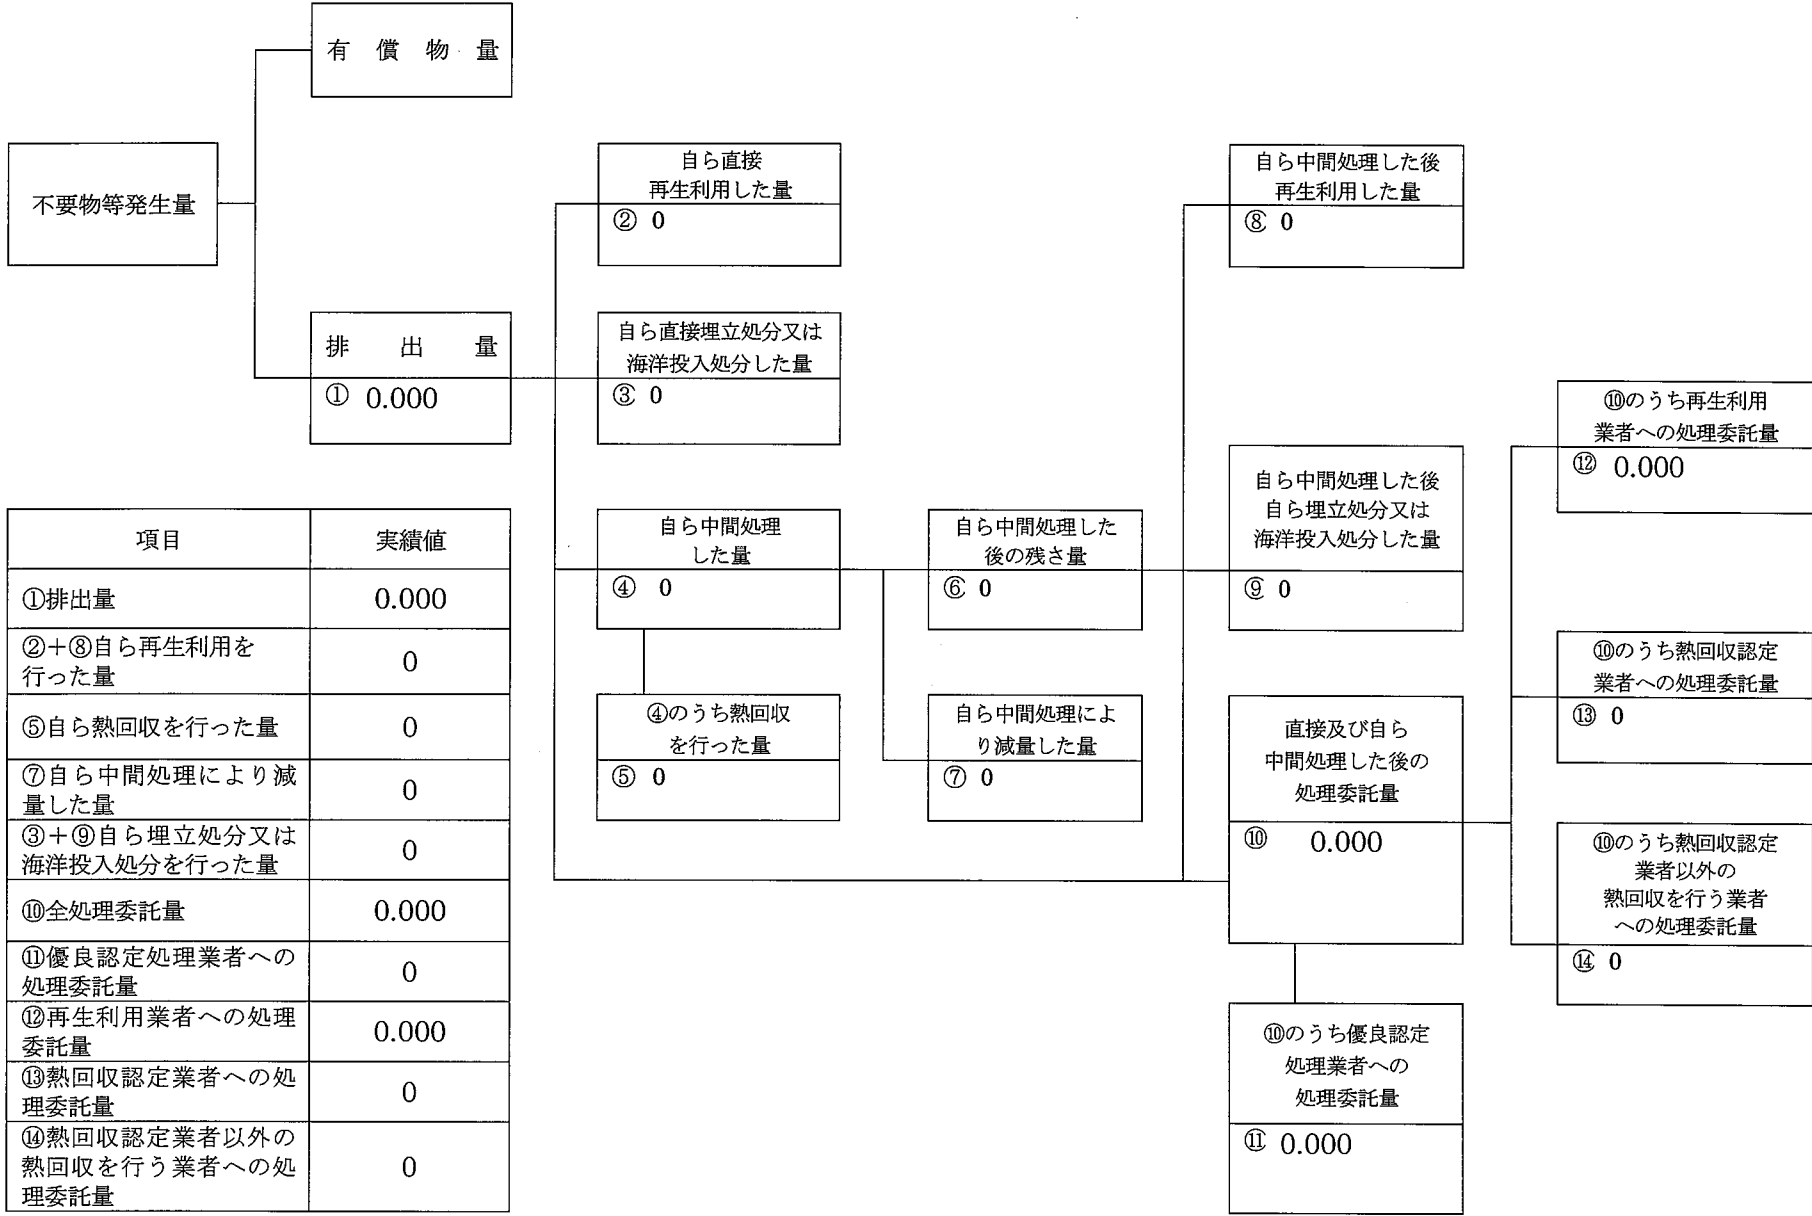 有償物量
不要物等発生量
排出量
① 0.000
自ら直接
再生利用した量
② 0
自ら直接埋立処分又は
海洋投入処分した量
③ 0
自ら中間処理
した量
④ 0
④のうち熱回収
を行った量
⑤ 0
自ら中間処理した
後の残さ量
⑥ 0
自ら中間処理によ
り減量した量
⑦ 0
自ら中間処理した後
再生利用した量
⑧ 0
自ら中間処理した後
自ら埋立処分又は
海洋投入処分した量
⑨ 0
直接及び自ら
中間処理した後の
処理委託量
⑩ 0.000
⑩のうち優良認定
処理業者への
処理委託量
⑪ 0.000
⑩のうち再生利用
業者への処理委託量
⑫ 0.000
⑩のうち熱回収認定
業者への処理委託量
⑬ 0
⑩のうち熱回収認定
業者以外の
熱回収を行う業者
への処理委託量
⑭ 0
項目 実績値
①排出量 0.000
②+⑧自ら再生利用を
行った量 0
⑤自ら熱回収を行った量 0
⑦自ら中間処理により減
量した量 0
③+⑨自ら埋立処分又は
海洋投入処分を行った量 0
⑩全処理委託量 0.000
⑪優良認定処理業者への
処理委託量 0
⑫再生利用業者への処理
委託量 0.000
⑬熱回収認定業者への処
理委託量 0
⑭熱回収認定業者以外の
熱回収を行う業者への処
理委託量 0